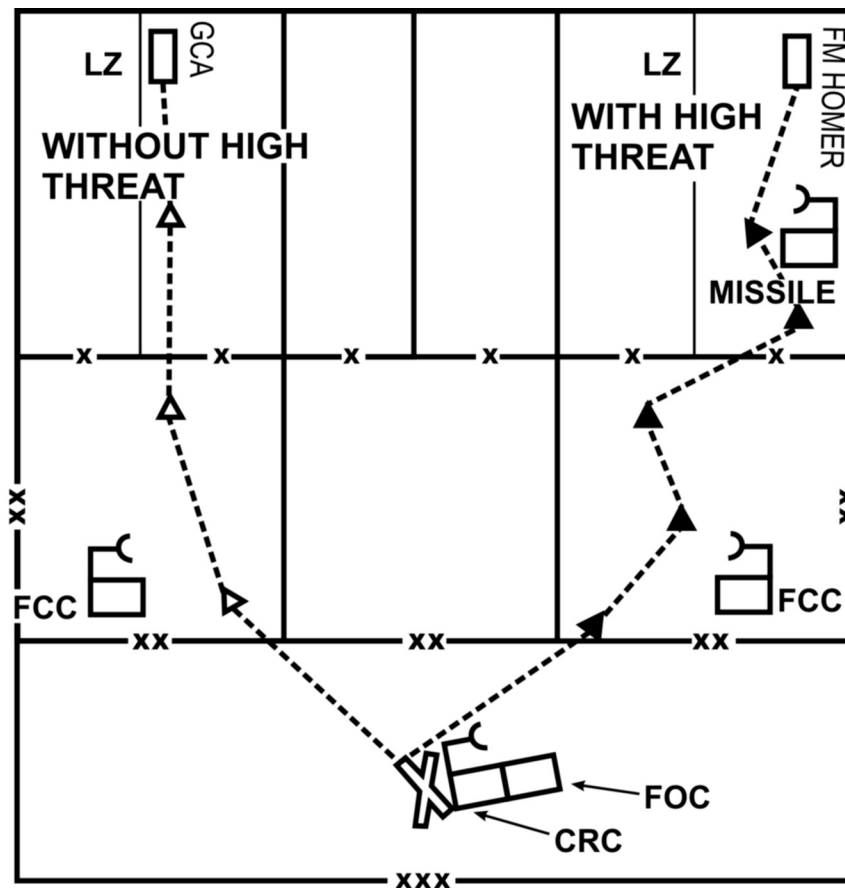 LZ
GCA
LZ
FM HOMER
WITHOUT HIGH
THREAT
WITH HIGH
THREAT
MISSILE
X
X
X
X
X
X
XX
XX
FCC
FCC
XX
XX
XX
FOC
CRC
XXX